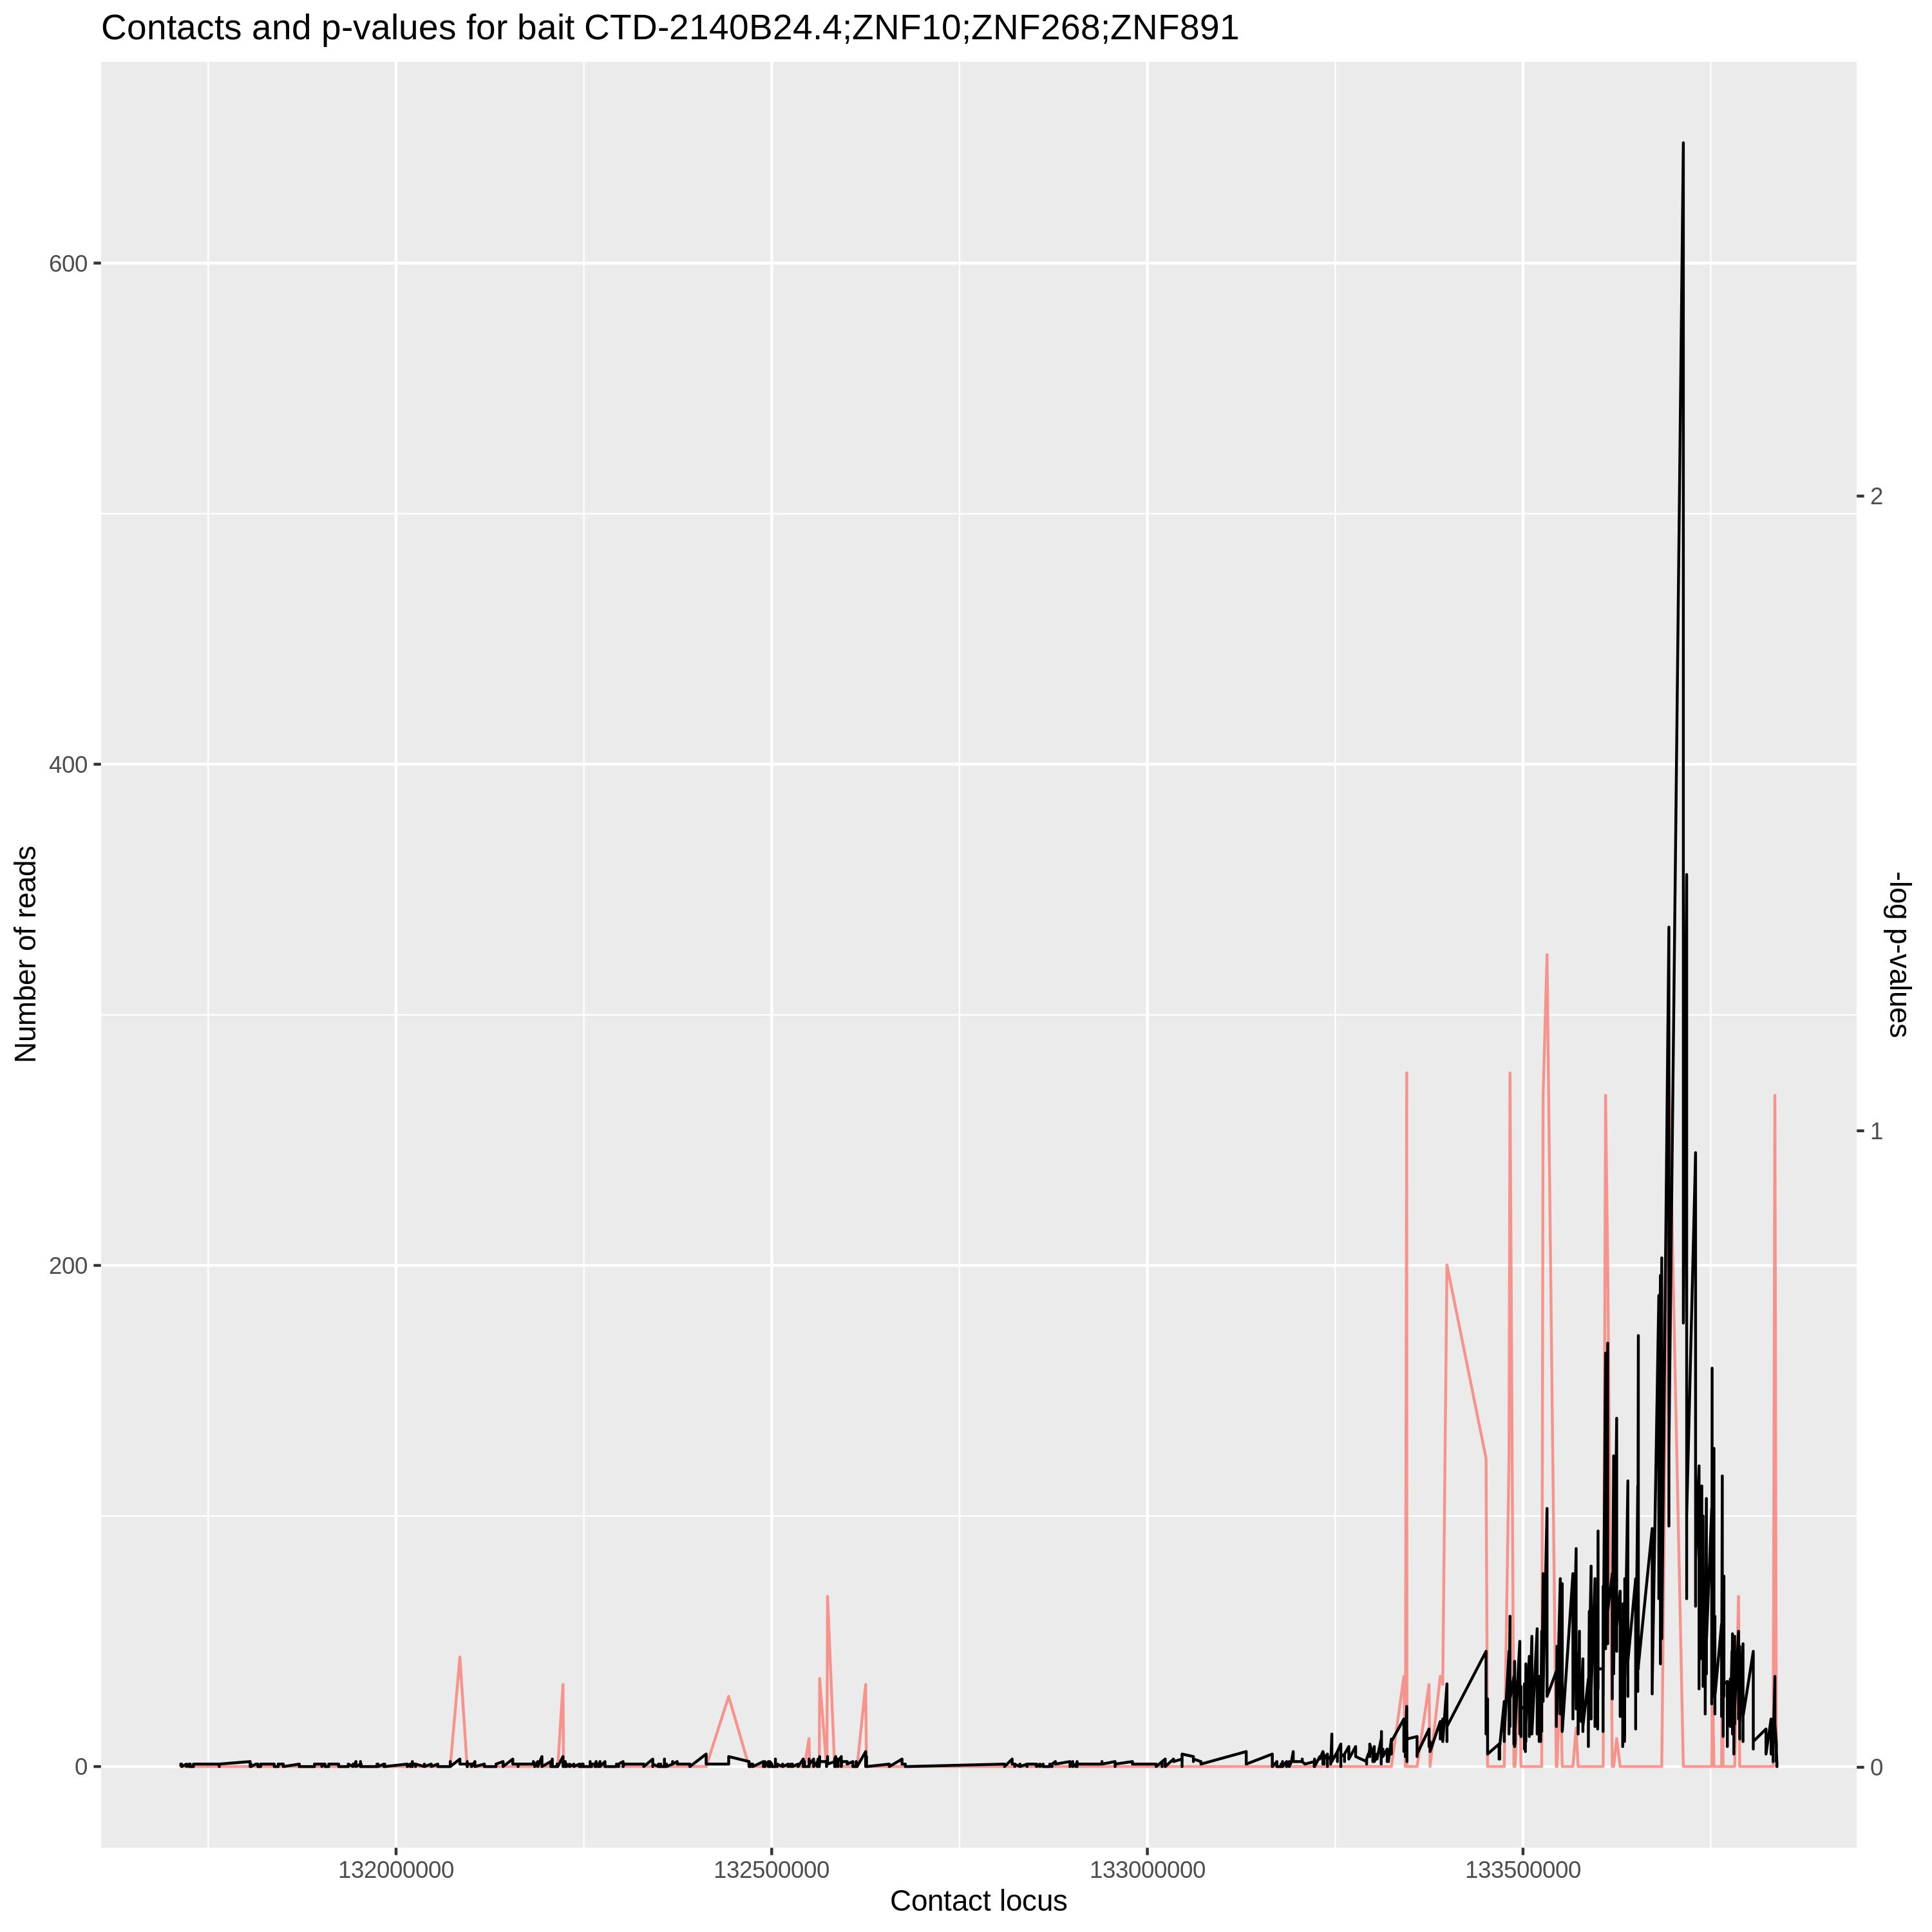 Contacts and p-values for bait CTD-2140B24.4;ZNF10;ZNF268;ZNF891
600
400
200
0
Number of reads
2
1
0
-log p-values
132000000 132500000 133000000 133500000
Contact locus